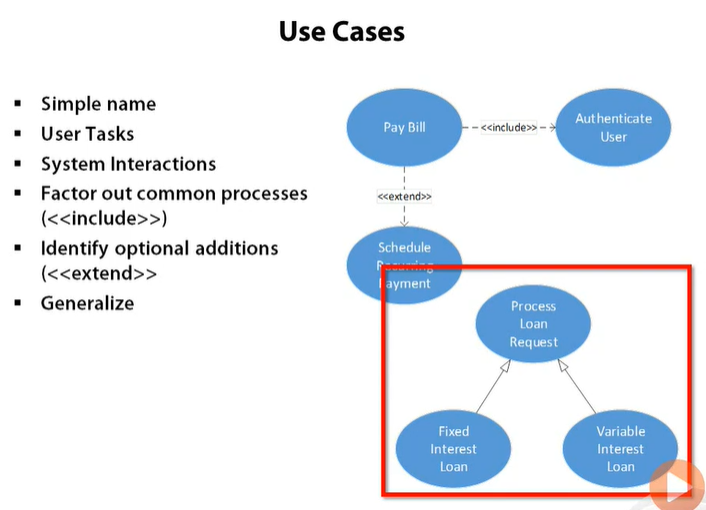 Use Cases
Simple name
User Tasks
System Interactions
Factor out common processes
(<<include>>)
Identify optional additions
(<<extend>>
Generalize
Pay Bill
<<include>>
Authenticate
User
<<extend>>
Schedule
Recurring
Payment
Process
Loan
Request
Fixed
Interest
Loan
Variable
Interest
Loan